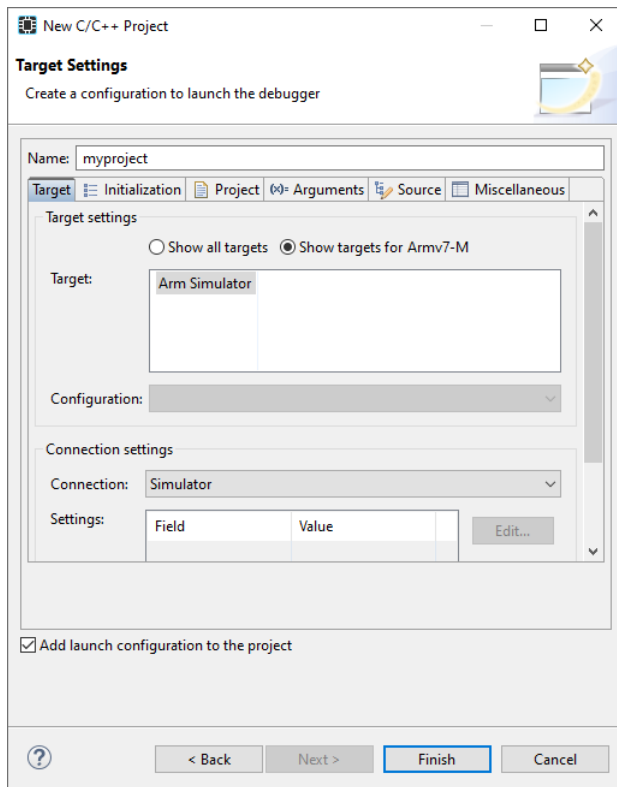 New C/C++ Project
Target Settings
Create a configuration to launch the debugger
Name: myproject
Target Initialization Project (x)= Arguments Source Miscellaneous
Target settings
Show all targets Show targets for Armv7-M
Target: Arm Simulator
Configuration:
Connection settings
Connection: Simulator
Settings: Field Value Edit...
Add launch configuration to the project
? < Back Next > Finish Cancel